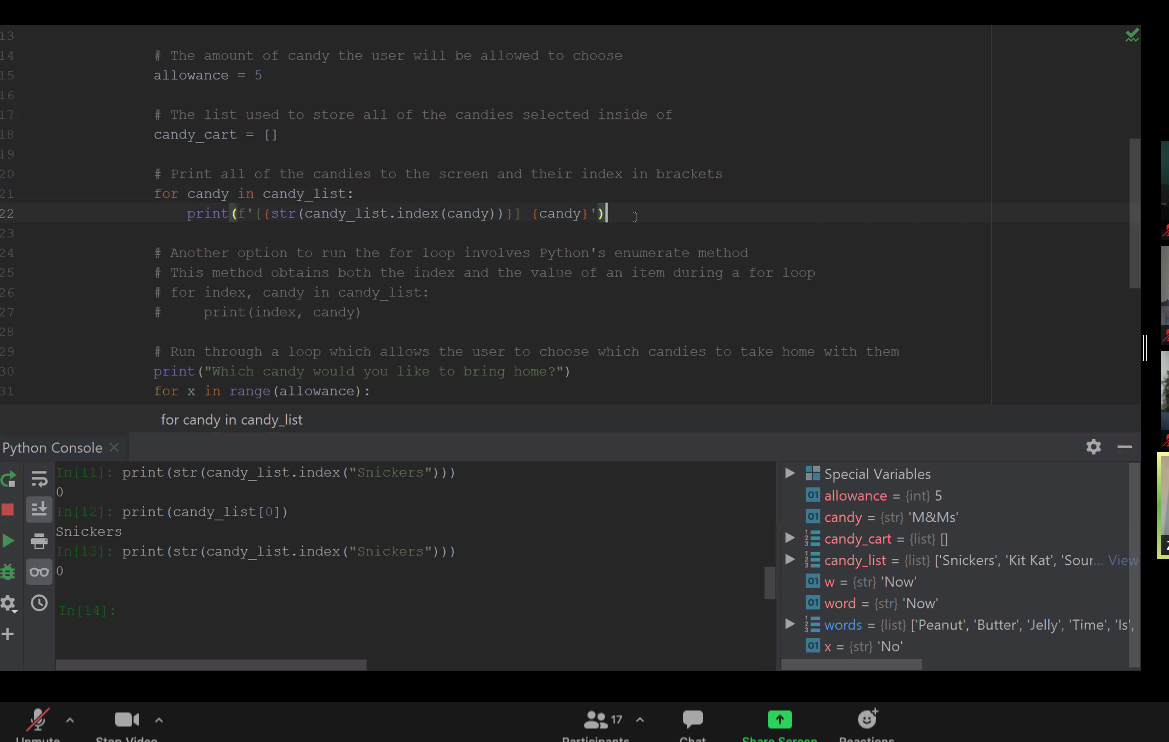 13
14 # The amount of candy the user will be allowed to choose
15 allowance = 5
16
17 # The list used to store all of the candies selected inside of
18 candy_cart = []
19
20 # Print all of the candies to the screen and their index in brackets
21 for candy in candy_list:
22 print(f'[{str(candy_list.index(candy))}] {candy}')
23
24 # Another option to run the for loop involves Python's enumerate method
25 # This method obtains both the index and the value of an item during a for loop
26 # for index, candy in candy_list:
27 # print(index, candy)
28
29 # Run through a loop which allows the user to choose which candies to take home with them
30 print("Which candy would you like to bring home?")
31 for x in range(allowance):
for candy in candy_list
Python Console
In[11]: print(str(candy_list.index("Snickers")))
0
In[12]: print(candy_list[0])
Snickers
In[13]: print(str(candy_list.index("Snickers")))
0
In[14]:
Special Variables
allowance = {int} 5
candy = {str} 'M&Ms'
candy_cart = {list} []
candy_list = {list} ['Snickers', 'Kit Kat', 'Sour... View
w = {str} 'Now'
word = {str} 'Now'
words = {list} ['Peanut', 'Butter', 'Jelly', 'Time', 'Is',
x = {str} 'No'
17
Unmute
Stop Video
Participants
Chat
Share Screen
Reactions